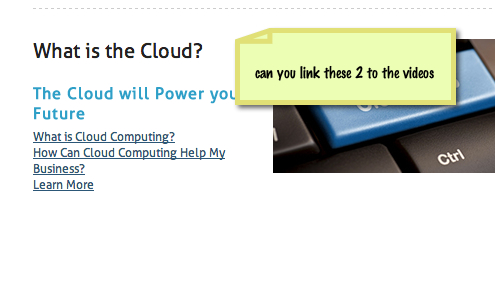 What is the Cloud?
can you link these 2 to the videos
The Cloud will Power you
Future
What is Cloud Computing?
How Can Cloud Computing Help My
Business?
Learn More
Ctrl